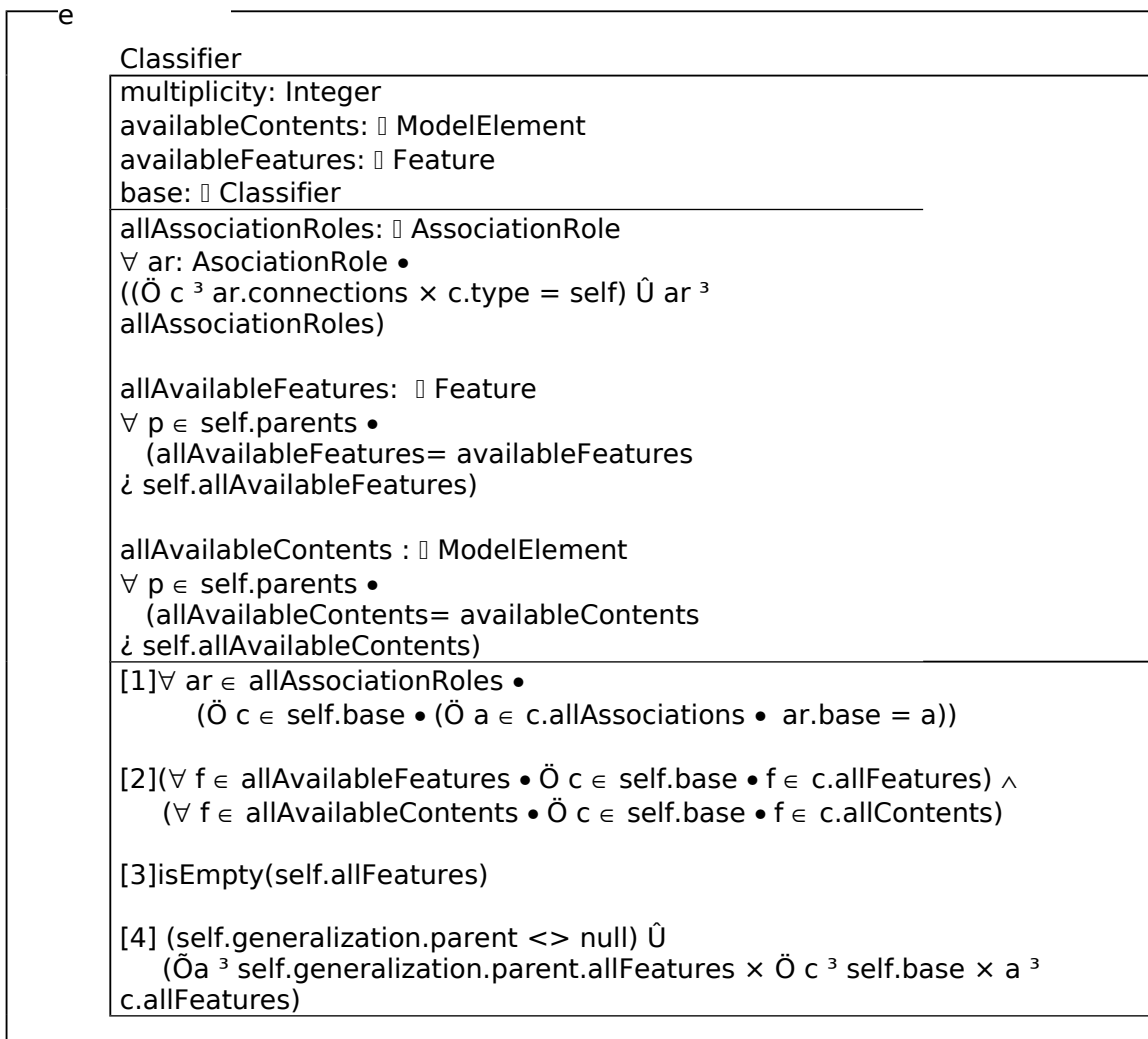 e
Classifier
multiplicity: Integer
availableContents: ▯ ModelElement
availableFeatures: ▯ Feature
base: ▯ Classifier
allAssociationRoles: ▯ AssociationRole
∀ ar: AsociationRole •
((Ö c ³ ar.connections × c.type = self) Û ar ³
allAssociationRoles)
allAvailableFeatures:  ▯ Feature
∀ p ∈ self.parents •
(allAvailableFeatures= availableFeatures
¿ self.allAvailableFeatures)
allAvailableContents : ▯ ModelElement
∀ p ∈ self.parents •
(allAvailableContents= availableContents
¿ self.allAvailableContents)
[1]∀ ar ∈ allAssociationRoles •
(Ö c ∈ self.base • (Ö a ∈ c.allAssociations •  ar.base = a))
[2](∀ f ∈ allAvailableFeatures • Ö c ∈ self.base • f ∈ c.allFeatures) ∧
(∀ f ∈ allAvailableContents • Ö c ∈ self.base • f ∈ c.allContents)
[3]isEmpty(self.allFeatures)
[4] (self.generalization.parent <> null) Û
(Õa ³ self.generalization.parent.allFeatures × Ö c ³ self.base × a ³
c.allFeatures)